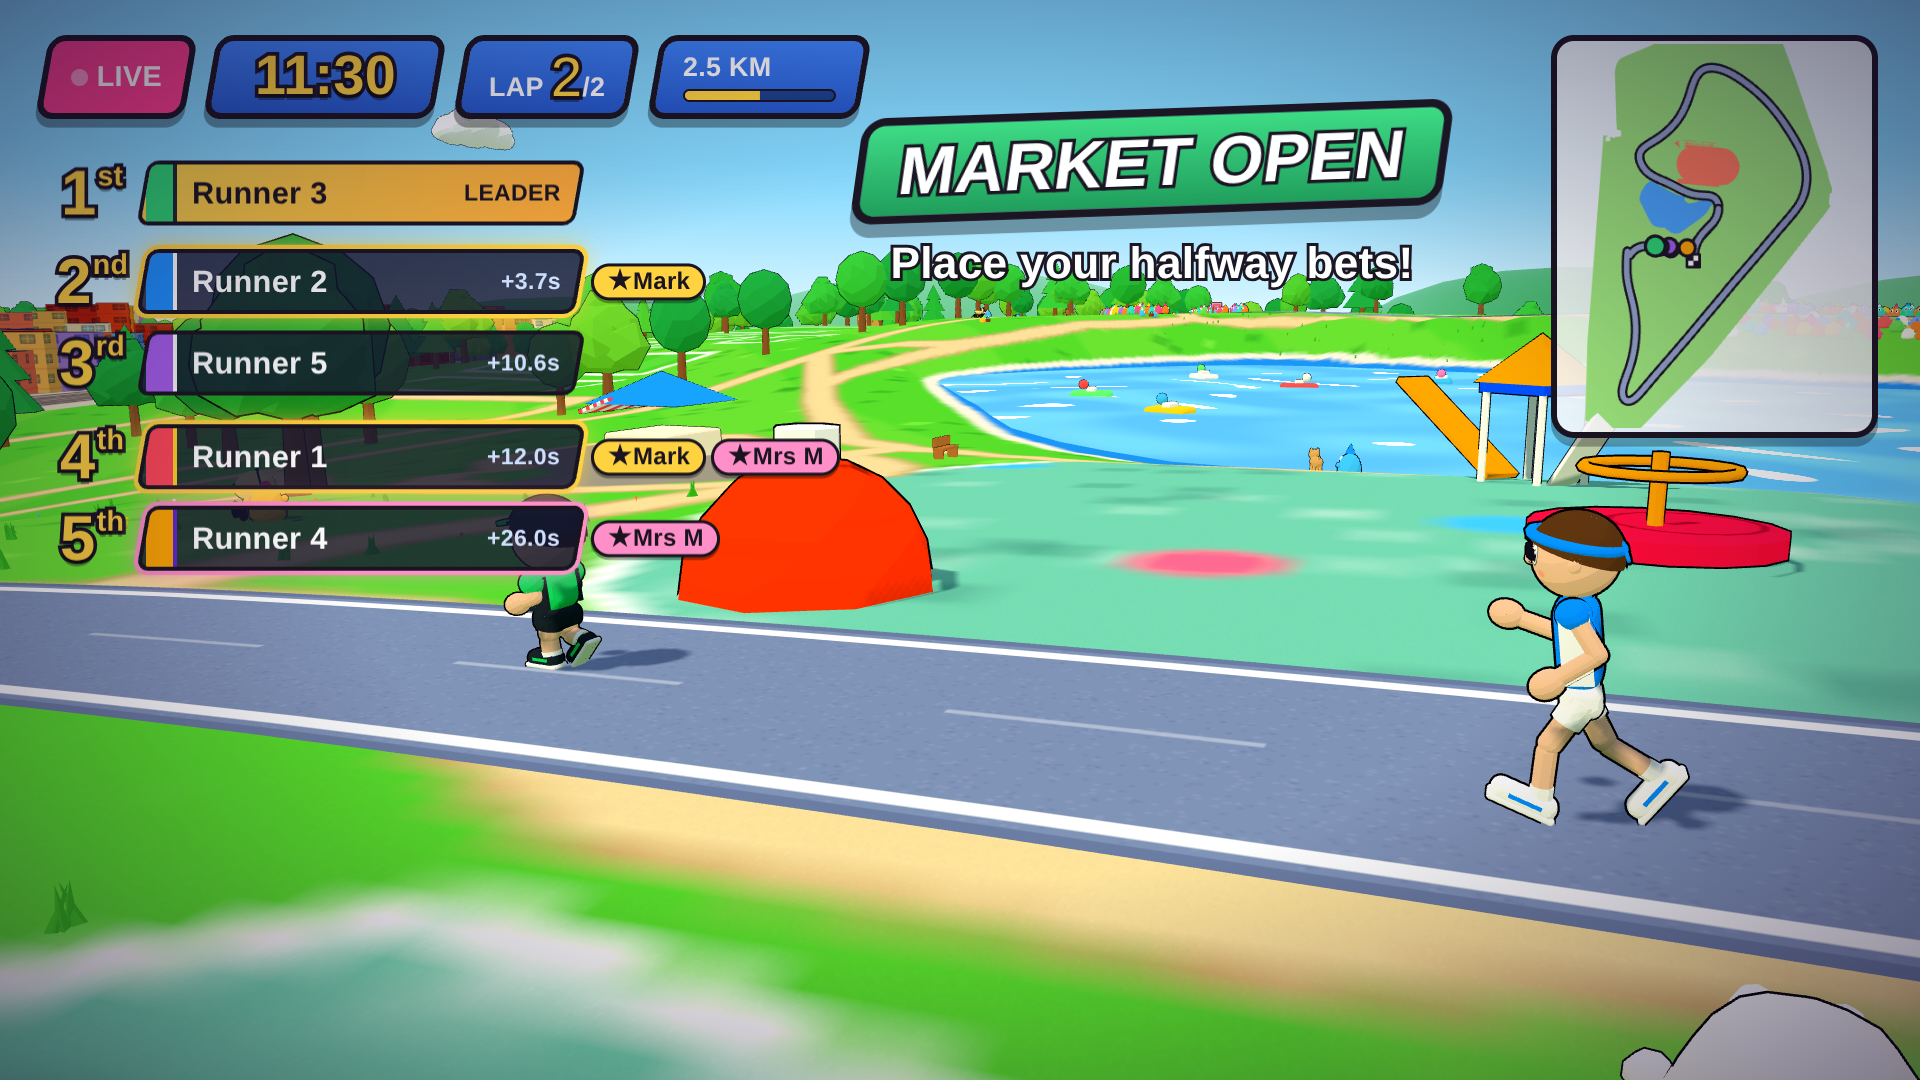 LIVE
11:30
LAP 2/2
2.5 KM
MARKET OPEN
Place your halfway bets!
1st Runner 3 LEADER
2nd Runner 2 +3.7s ★Mark
3rd Runner 5 +10.6s
4th Runner 1 +12.0s ★Mark ★Mrs M
5th Runner 4 +26.0s ★Mrs M